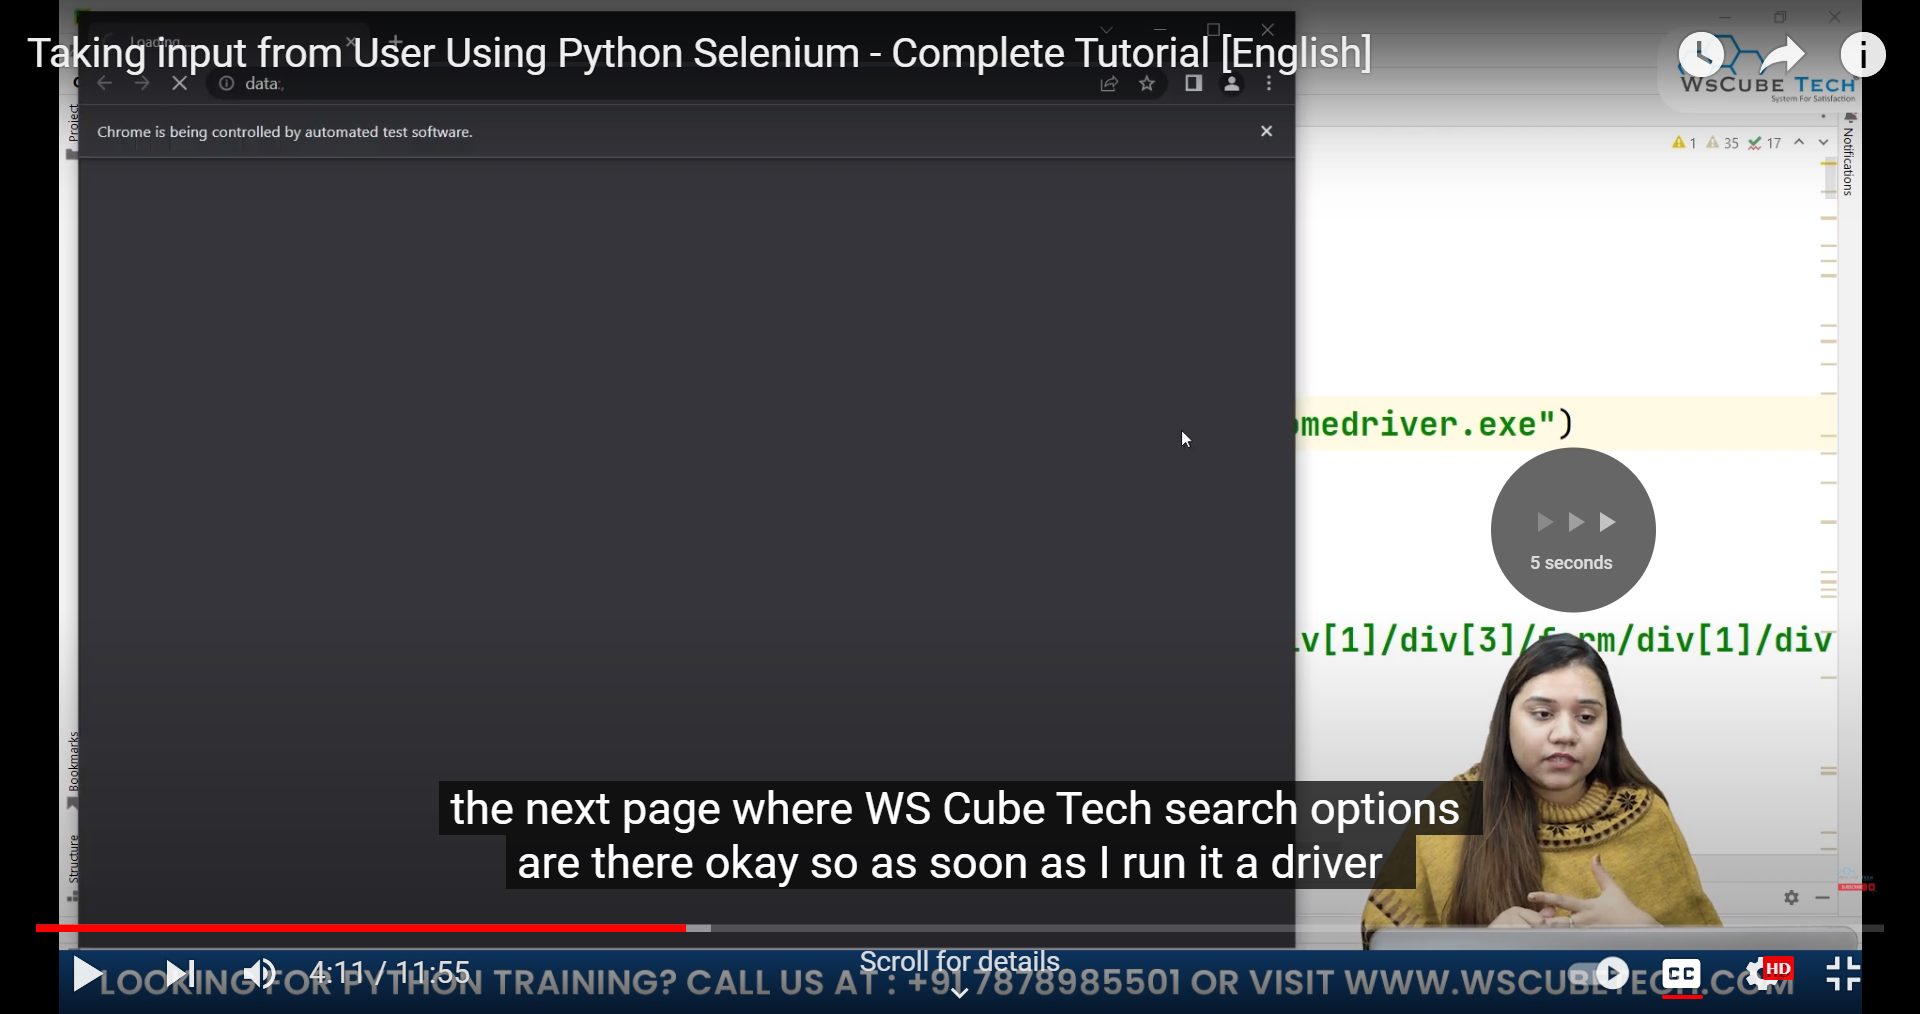 Taking input from User Using Python Selenium - Complete Tutorial [English]
Loading...
data:,
WsCube Tech
System For Satisfaction
Chrome is being controlled by automated test software.
Project
1 35 17
Notifications
omedriver.exe")
5 seconds
iv[1]/div[3]/form/div[1]/div
Bookmarks
Structure
the next page where WS Cube Tech search options
are there okay so as soon as I run it a driver
4:11 / 11:55
Scroll for details
CC
HD
LOOKING FOR PYTHON TRAINING? CALL US AT : +91 7878985501 OR VISIT WWW.WSCUBETECH.COM